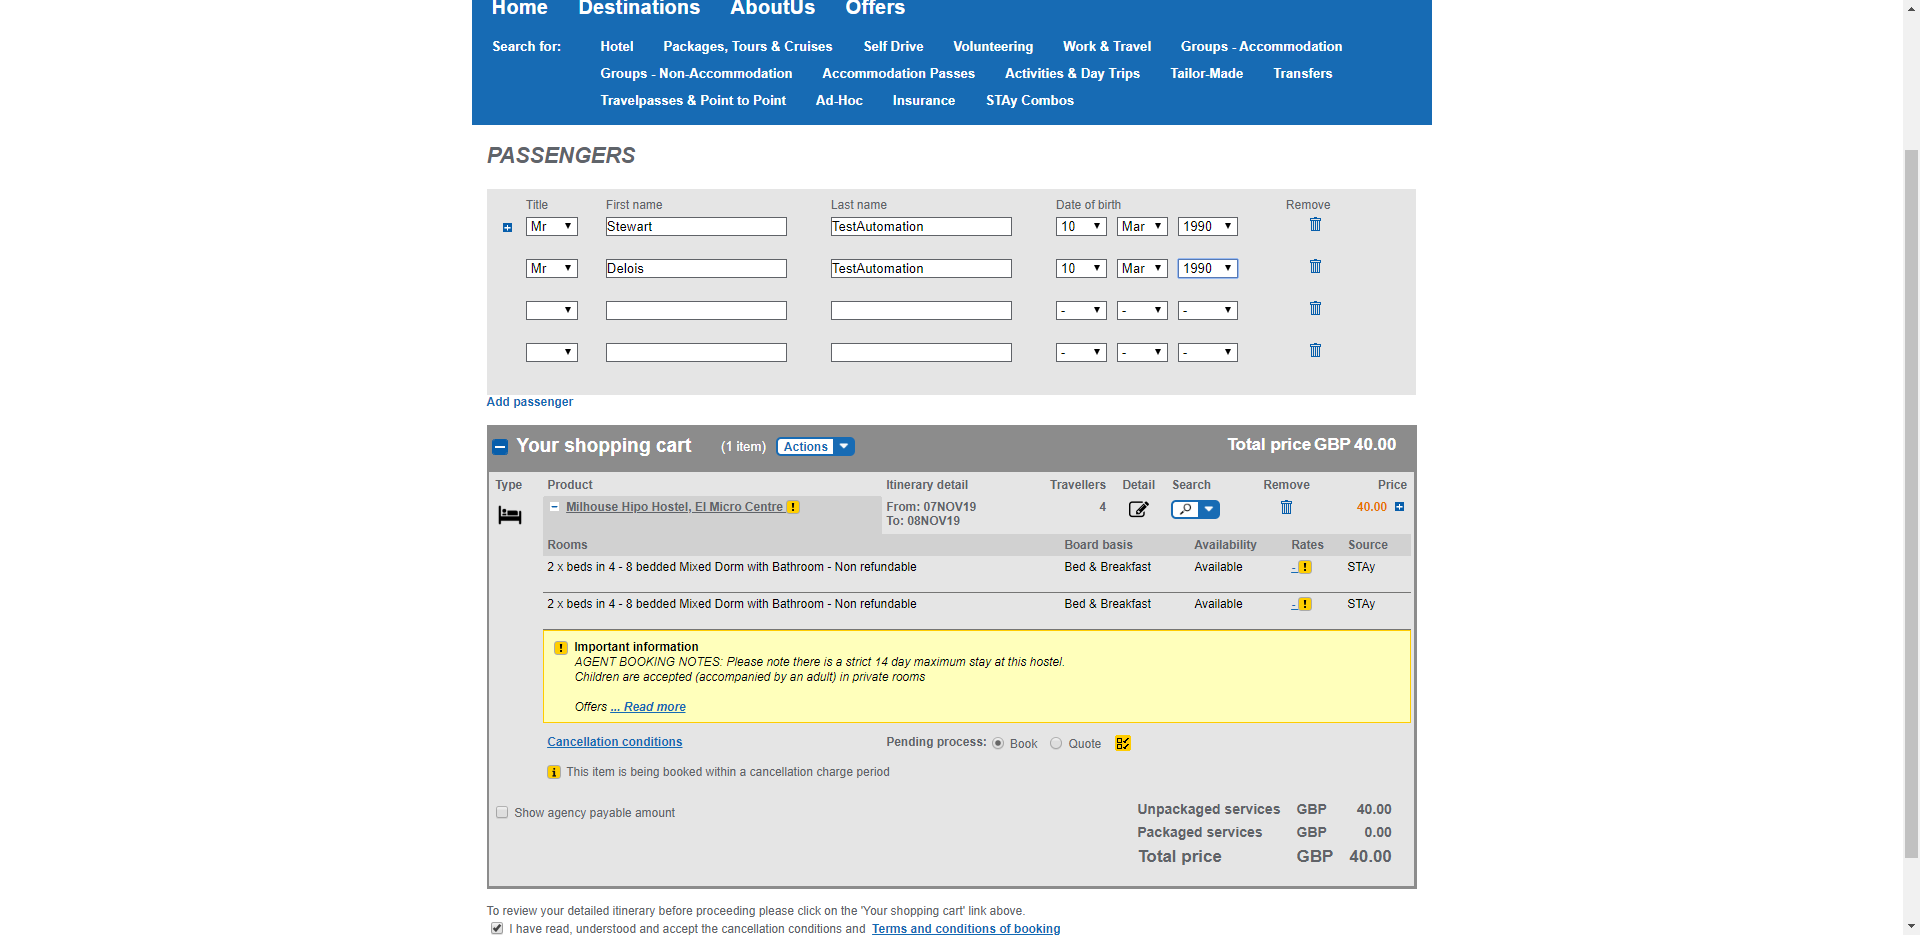 Home Destinations AboutUs Offers
Search for: Hotel Packages, Tours & Cruises Self Drive Volunteering Work & Travel Groups - Accommodation
Groups - Non-Accommodation Accommodation Passes Activities & Day Trips Tailor-Made Transfers
Travelpasses & Point to Point Ad-Hoc Insurance STAy Combos
PASSENGERS
Title First name Last name Date of birth Remove
Mr Stewart TestAutomation 10 Mar 1990
Mr Delois TestAutomation 10 Mar 1990
- - -
- - -
Add passenger
Your shopping cart (1 item) Actions Total price GBP 40.00
Type Product Itinerary detail Travellers Detail Search Remove Price
Milhouse Hipo Hostel, El Micro Centre ! From: 07NOV19 4 40.00
To: 08NOV19
Rooms Board basis Availability Rates Source
2 x beds in 4 - 8 bedded Mixed Dorm with Bathroom - Non refundable Bed & Breakfast Available - ! STAy
2 x beds in 4 - 8 bedded Mixed Dorm with Bathroom - Non refundable Bed & Breakfast Available - ! STAy
! Important information
AGENT BOOKING NOTES: Please note there is a strict 14 day maximum stay at this hostel.
Children are accepted (accompanied by an adult) in private rooms
Offers ... Read more
Cancellation conditions Pending process: Book Quote
i This item is being booked within a cancellation charge period
Show agency payable amount
Unpackaged services GBP 40.00
Packaged services GBP 0.00
Total price GBP 40.00
To review your detailed itinerary before proceeding please click on the 'Your shopping cart' link above.
I have read, understood and accept the cancellation conditions and Terms and conditions of booking